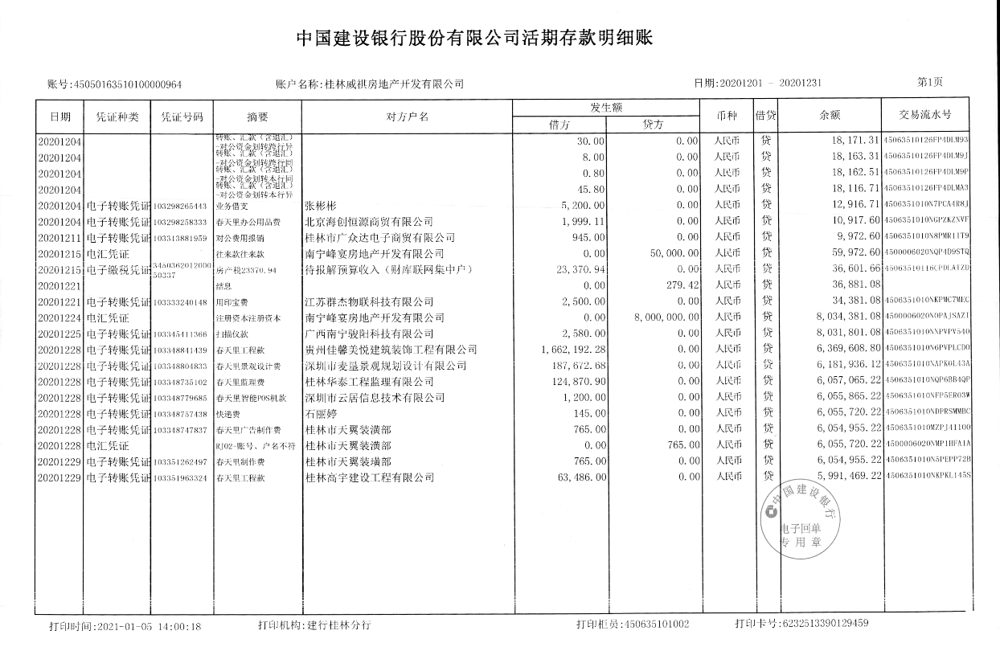 中国建设银行股份有限公司活期存款明细账
账号:45050163510100000964 账户名称:桂林威祺房地产开发有限公司 日期:20201201 - 20201231 第1页
日期 凭证种类 凭证号码 摘要 对方户名 发生额 币种 借贷 余额 交易流水号
借方 贷方
20201204 转账、汇款（含退汇）-对公资金划转跨行异 30.00 0.00 人民币 贷 18,171.31 45063510126FP4DLM93
20201204 转账、汇款（含退汇）-对公资金划转跨行同 8.00 0.00 人民币 贷 18,163.31 45063510126FP4DLM9J
20201204 转账、汇款（含退汇）-对公资金划转本行同 0.80 0.00 人民币 贷 18,162.51 45063510126FP4DLM9P
20201204 转账、汇款（含退汇）-对公资金划转本行异 45.80 0.00 人民币 贷 18,116.71 45063510126FP4DLMA3
20201204 电子转账凭证 103298265443 业务借支 张彬彬 5,200.00 0.00 人民币 贷 12,916.71 4506351010N7PCA4R8J
20201204 电子转账凭证 103298258333 春天里办公用品费 北京海创恒源商贸有限公司 1,999.11 0.00 人民币 贷 10,917.60 4506351010NGPZKZNVF
20201211 电子转账凭证 103313881959 对公费用报销 桂林市广众达电子商贸有限公司 945.00 0.00 人民币 贷 9,972.60 4506351010N8PMR11T9
20201215 电汇凭证 往来款往来款 南宁峰宴房地产开发有限公司 0.00 50,000.00 人民币 贷 59,972.60 4500006020NQP4D9STQ
20201215 电子缴税凭证 345036201200050337 房产税23370.94 待报解预算收入（财库联网集中户） 23,370.94 0.00 人民币 贷 36,601.66 45063510116CPDLATZD
20201221 结息 0.00 279.42 人民币 贷 36,881.08
20201221 电子转账凭证 103333240148 用印宝费 江苏群杰物联科技有限公司 2,500.00 0.00 人民币 贷 34,381.08 4506351010NKPMC7MEC
20201224 电汇凭证 注册资本注册资本 南宁峰宴房地产开发有限公司 0.00 8,000,000.00 人民币 贷 8,034,381.08 4500006020NOPAJSAZI
20201225 电子转账凭证 103345411366 扫描仪款 广西南宁骏阳科技有限公司 2,580.00 0.00 人民币 贷 8,031,801.08 4506351010NNPVPV540
20201228 电子转账凭证 103348841439 春天里工程款 贵州佳馨美悦建筑装饰工程有限公司 1,662,192.28 0.00 人民币 贷 6,369,608.80 4506351010N6PVPLCD0
20201228 电子转账凭证 103348804833 春天里景观设计费 深圳市麦垦景观规划设计有限公司 187,672.68 0.00 人民币 贷 6,181,936.12 4506351010NAPK0L43A
20201228 电子转账凭证 103348735102 春天里监理费 桂林华泰工程监理有限公司 124,870.90 0.00 人民币 贷 6,057,065.22 4506351010NQP6BB4QP
20201228 电子转账凭证 103348779685 春天里智能POS机款 深圳市云居信息技术有限公司 1,200.00 0.00 人民币 贷 6,055,865.22 4506351010NFP5ER03W
20201228 电子转账凭证 103348757438 快递费 石丽婷 145.00 0.00 人民币 贷 6,055,720.22 4506351010NDPRSMMBC
20201228 电子转账凭证 103348747837 春天里广告制作费 桂林市天翼装潢部 765.00 0.00 人民币 贷 6,054,955.22 4506351010MZPJ41100
20201228 电汇凭证 RJ02-账号、户名不符 桂林市天翼装潢部 0.00 765.00 人民币 贷 6,055,720.22 4500006020NMP1HFA1A
20201229 电子转账凭证 103351262497 春天里制作费 桂林市天翼装璜部 765.00 0.00 人民币 贷 6,054,955.22 4506351010N5PEPP72B
20201229 电子转账凭证 103351963324 春天里工程款 桂林高宇建设工程有限公司 63,486.00 0.00 人民币 贷 5,991,469.22 4506351010NKPKL145S
中国建设银行
电子回单
专用章
打印时间:2021-01-05 14:00:18 打印机构:建行桂林分行 打印柜员:450635101002 打印卡号:6232513390129459